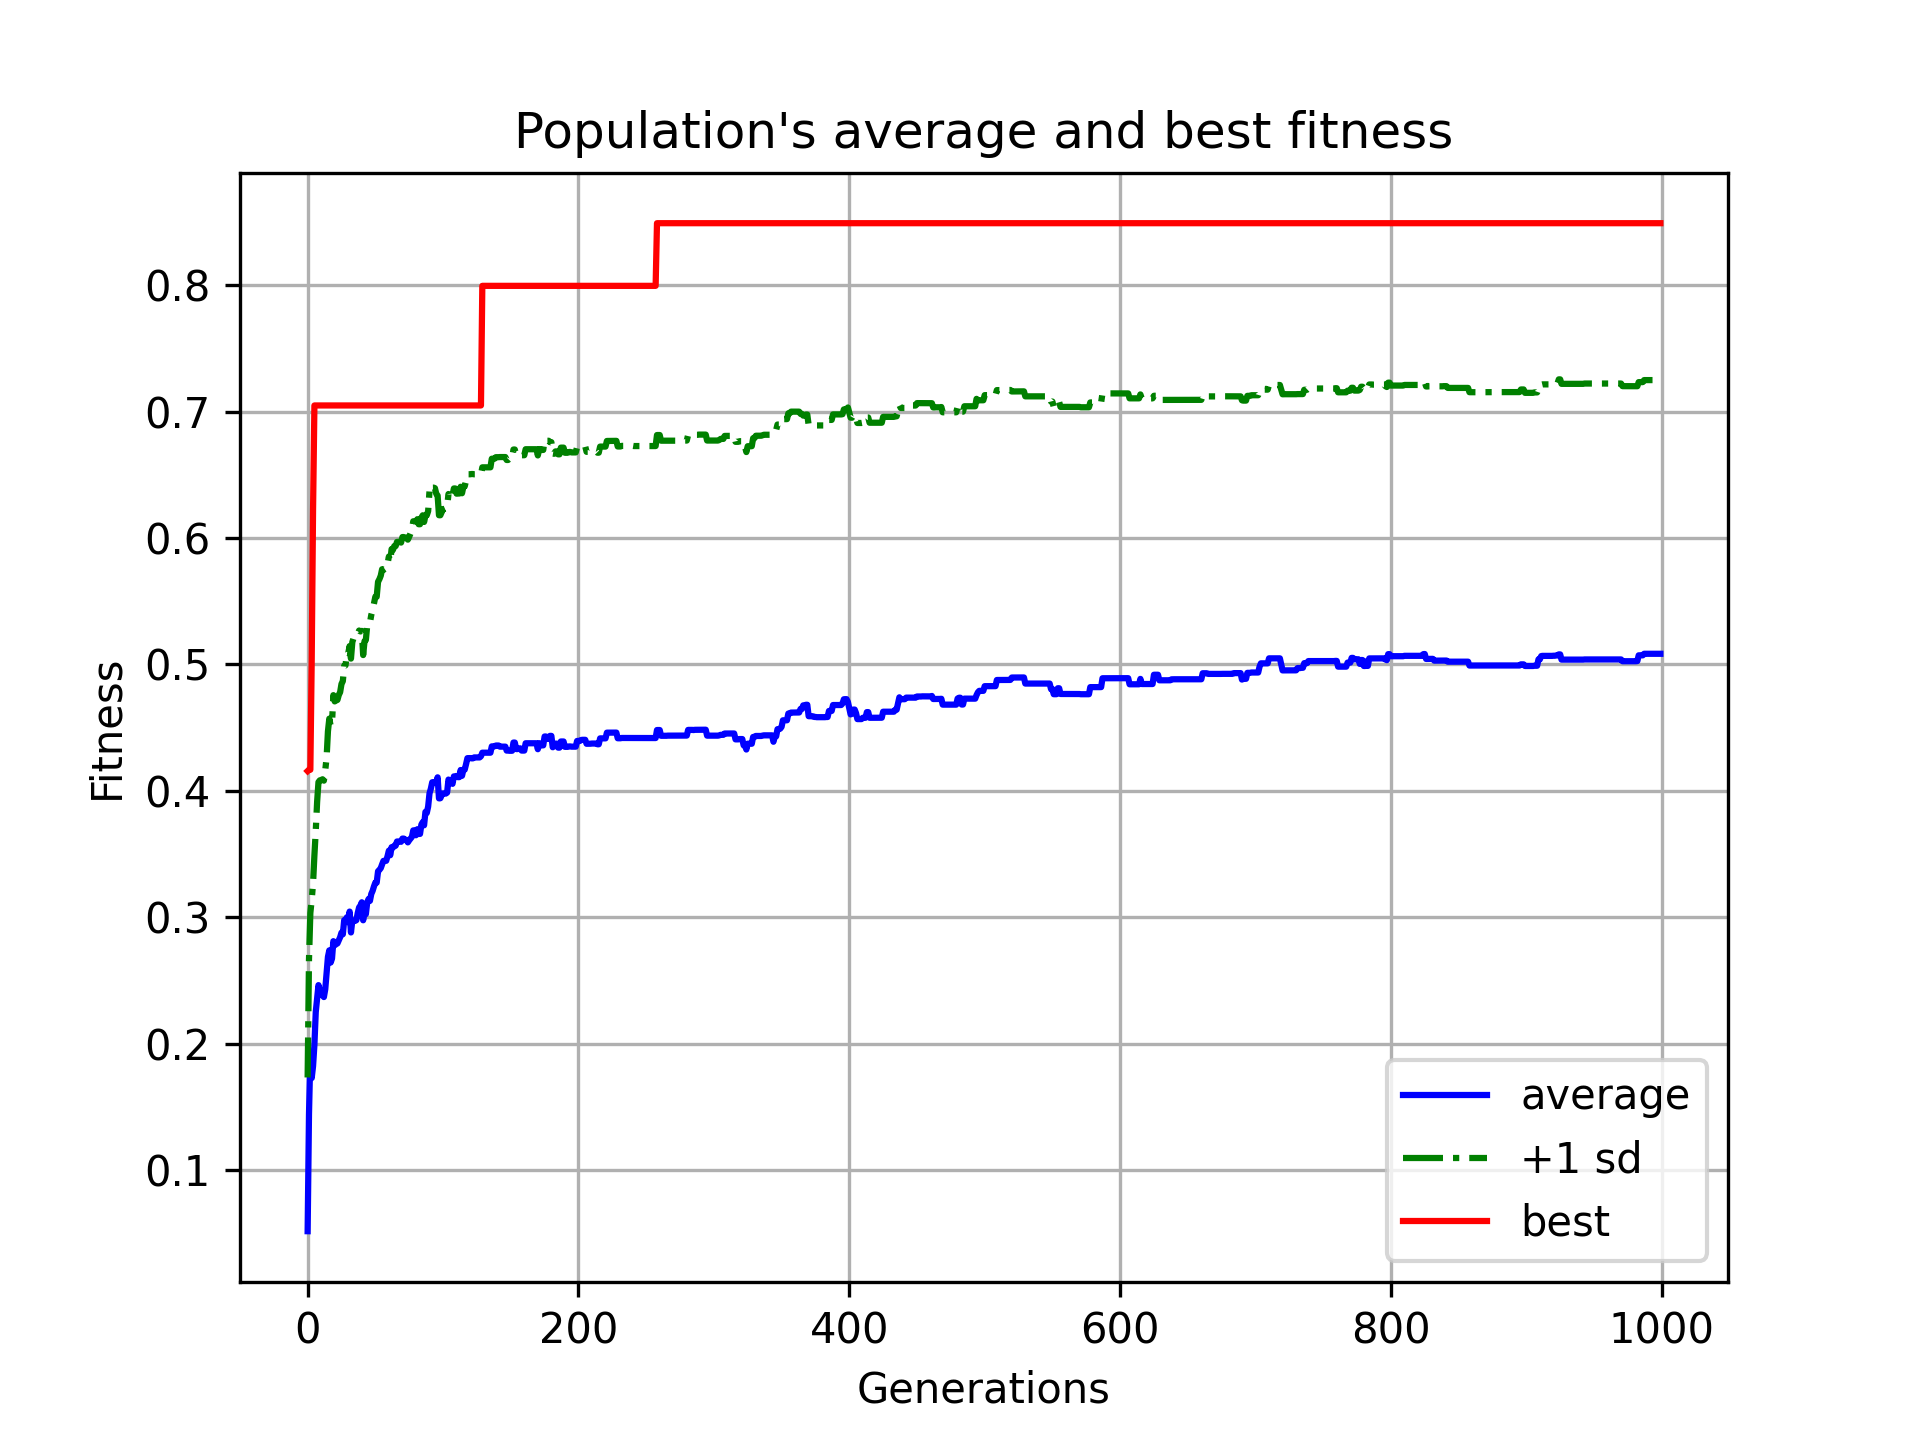 Population's average and best fitness
Fitness
0.8
0.7
0.6
0.5
0.4
0.3
0.2
0.1
0 200 400 600 800 1000
Generations
average
+1 sd
best